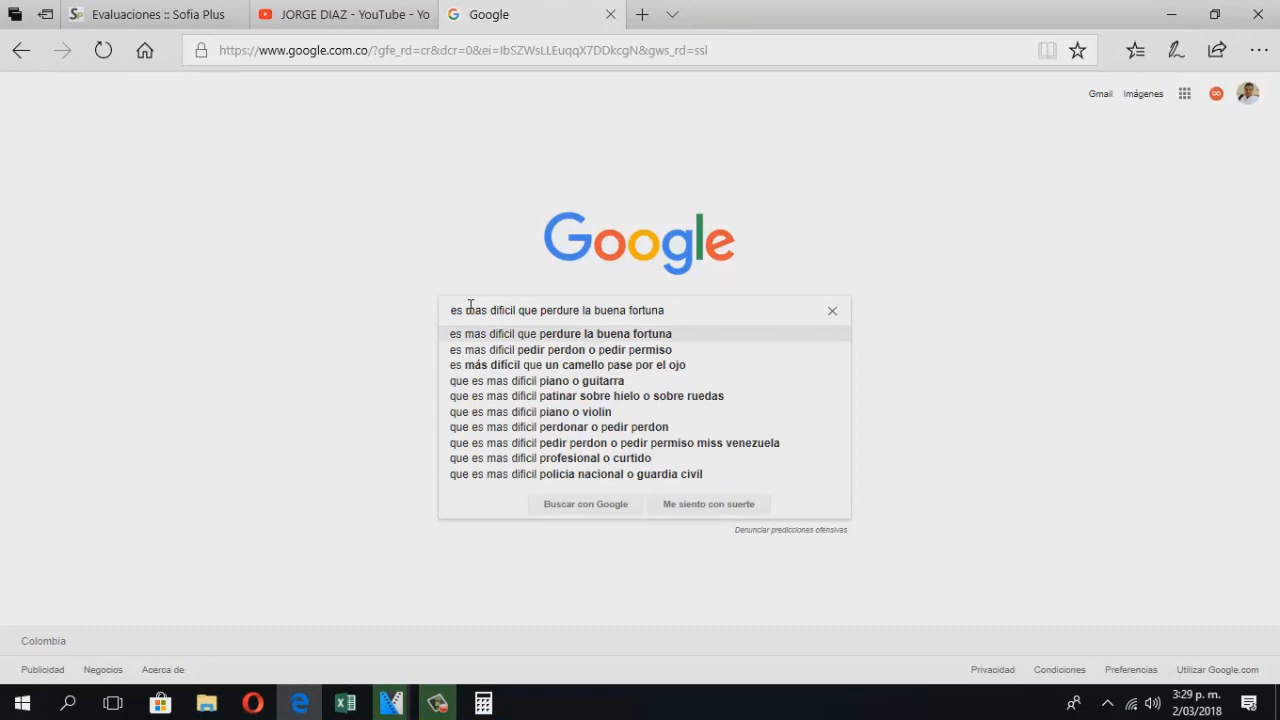 Evaluaciones :: Sofia Plus
JORGE DIAZ - YouTube - Yo
Google
https://www.google.com.co/?gfe_rd=cr&dcr=0&ei=IbSZWsLLEuqqX7DDkcgN&gws_rd=ssl
Gmail Imágenes
Google
es mas dificil que perdure la buena fortuna
es mas dificil que perdure la buena fortuna
es mas dificil pedir perdon o pedir permiso
es más difícil que un camello pase por el ojo
que es mas dificil piano o guitarra
que es mas dificil patinar sobre hielo o sobre ruedas
que es mas dificil piano o violin
que es mas dificil perdonar o pedir perdon
que es mas dificil pedir perdon o pedir permiso miss venezuela
que es mas dificil profesional o curtido
que es mas dificil policia nacional o guardia civil
Buscar con Google Me siento con suerte
Denunciar predicciones ofensivas
Colombia
Publicidad Negocios Acerca de Privacidad Condiciones Preferencias Utilizar Google.com
3:29 p. m.
2/03/2018